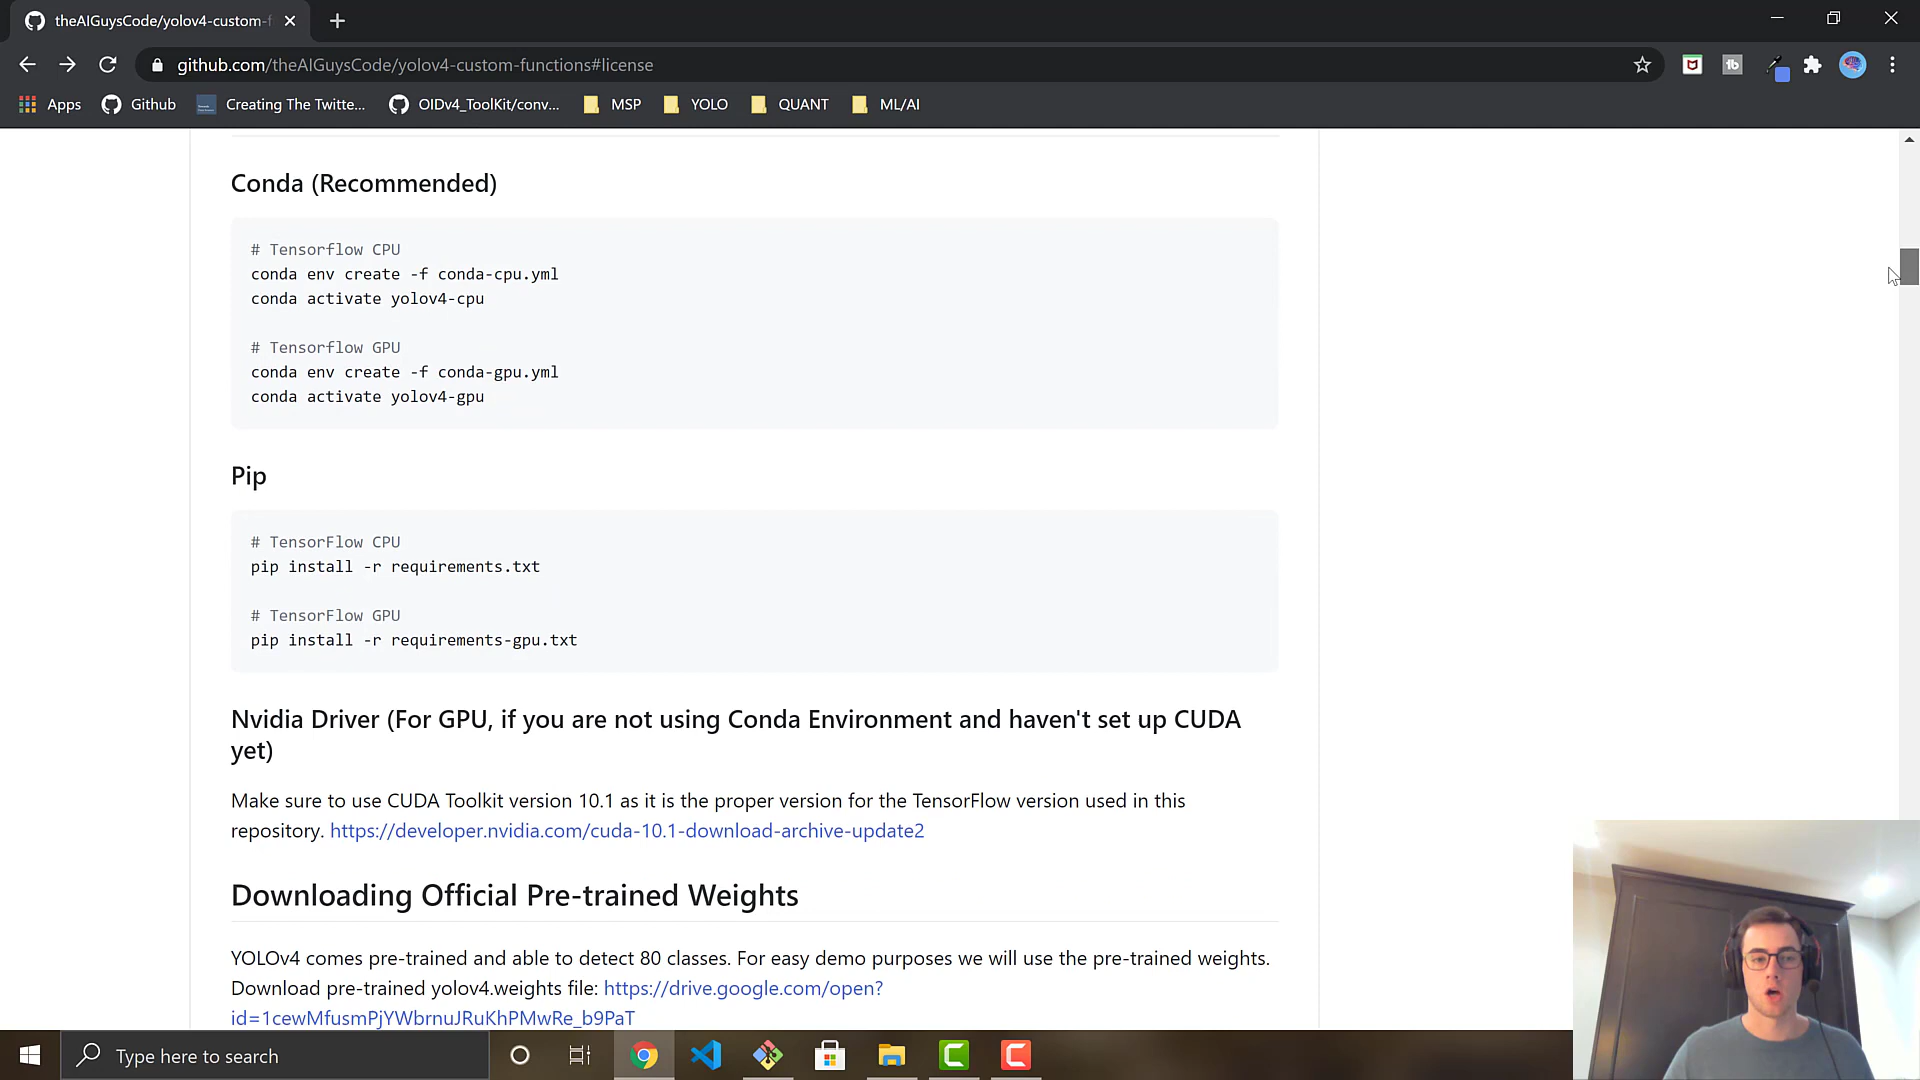 theAIGuysCode/yolov4-custom-f
github.com/theAIGuysCode/yolov4-custom-functions#license
Apps
Github
Creating The Twitte...
OIDv4_ToolKit/conv...
MSP
YOLO
QUANT
ML/AI
Conda (Recommended)
# Tensorflow CPU
conda env create -f conda-cpu.yml
conda activate yolov4-cpu
# Tensorflow GPU
conda env create -f conda-gpu.yml
conda activate yolov4-gpu
Pip
# TensorFlow CPU
pip install -r requirements.txt
# TensorFlow GPU
pip install -r requirements-gpu.txt
Nvidia Driver (For GPU, if you are not using Conda Environment and haven't set up CUDA
yet)
Make sure to use CUDA Toolkit version 10.1 as it is the proper version for the TensorFlow version used in this
repository. https://developer.nvidia.com/cuda-10.1-download-archive-update2
Downloading Official Pre-trained Weights
YOLOv4 comes pre-trained and able to detect 80 classes. For easy demo purposes we will use the pre-trained weights.
Download pre-trained yolov4.weights file: https://drive.google.com/open?
id=1cewMfusmPjYWbrnuJRuKhPMwRe_b9PaT
Type here to search